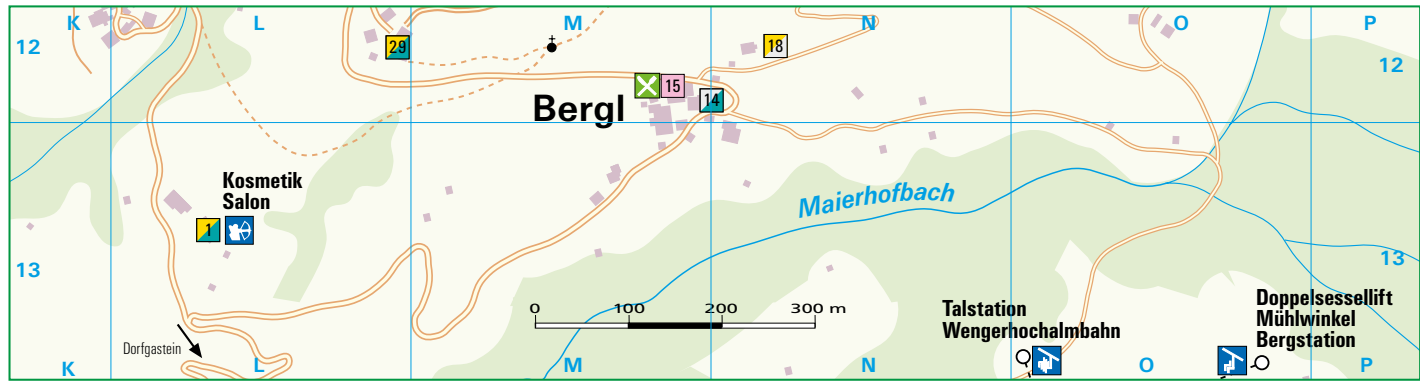 K L M N O P
12
29
18
12
15
14
Bergl
Kosmetik
Salon
Maierhofbach
1
13
13
0 100 200 300 m
Talstation
Wengerhochalmbahn
Doppelsessellift
Mühlwinkel
Bergstation
Dorfgastein
K L M N O P